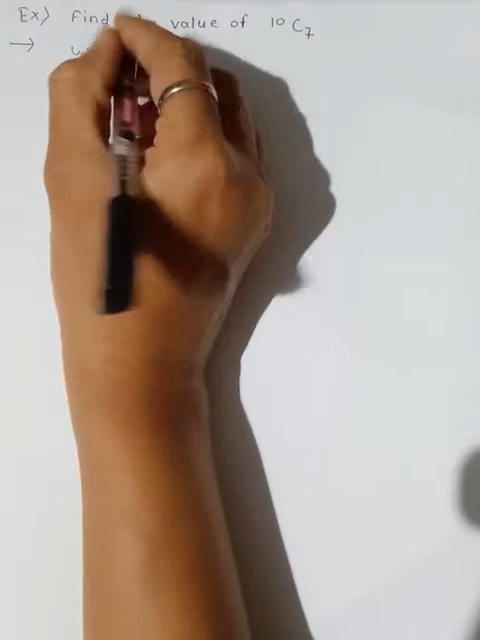 Ex> Find value of ¹⁰C₇
→